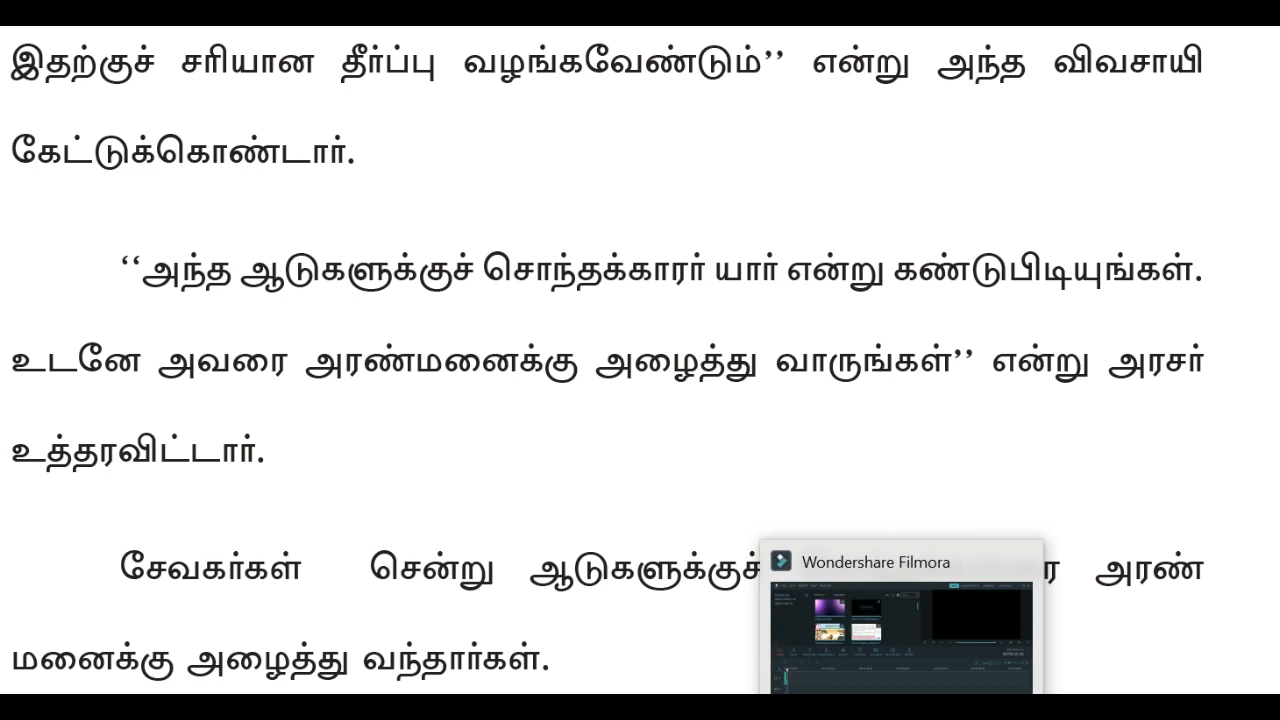 இதற்குச் சரியான தீர்ப்பு வழங்கவேண்டும்’’ என்று அந்த விவசாயி
கேட்டுக்கொண்டார்.
‘‘அந்த ஆடுகளுக்குச் சொந்தக்காரர் யார் என்று கண்டுபிடியுங்கள்.
உடனே அவரை அரண்மனைக்கு அழைத்து வாருங்கள்’’ என்று அரசர்
உத்தரவிட்டார்.
சேவகர்கள் சென்று ஆடுகளுக்குச் அரண்
Wondershare Filmora
மனைக்கு அழைத்து வந்தார்கள்.